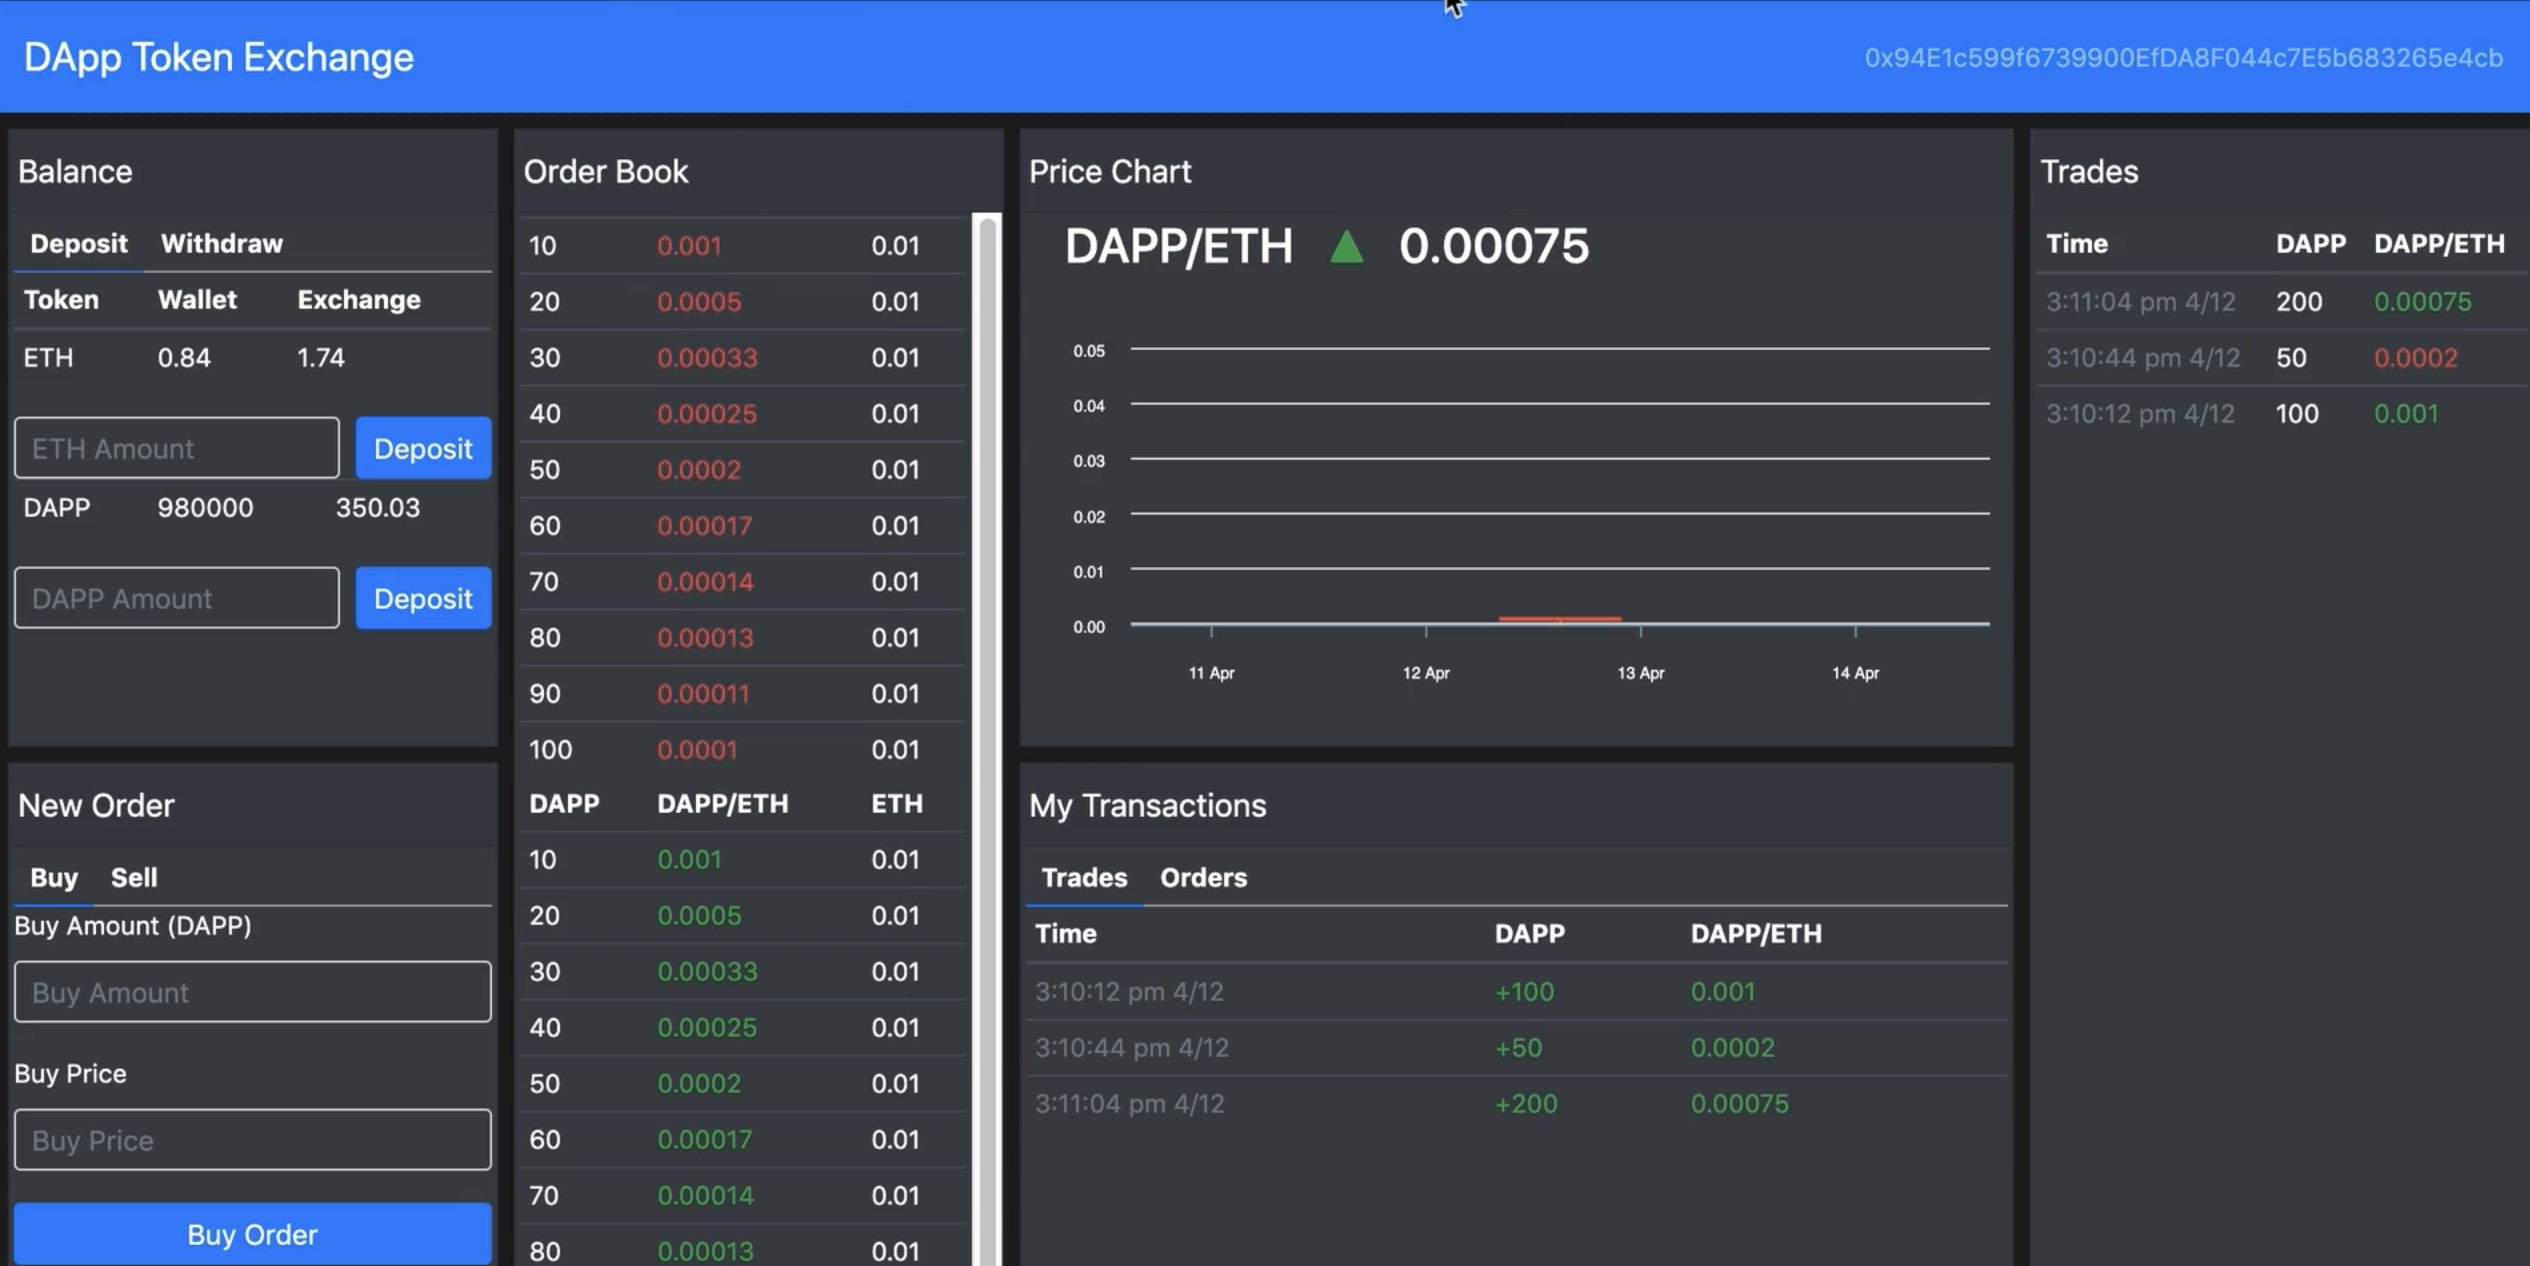 DApp Token Exchange
0x94E1c599f6739900EfDA8F044c7E5b683265e4cb
Balance
Deposit Withdraw
Token Wallet Exchange
ETH 0.84 1.74
ETH Amount Deposit
DAPP 980000 350.03
DAPP Amount Deposit
New Order
Buy Sell
Buy Amount (DAPP)
Buy Amount
Buy Price
Buy Price
Buy Order
Order Book
10 0.001 0.01
20 0.0005 0.01
30 0.00033 0.01
40 0.00025 0.01
50 0.0002 0.01
60 0.00017 0.01
70 0.00014 0.01
80 0.00013 0.01
90 0.00011 0.01
100 0.0001 0.01
DAPP DAPP/ETH ETH
10 0.001 0.01
20 0.0005 0.01
30 0.00033 0.01
40 0.00025 0.01
50 0.0002 0.01
60 0.00017 0.01
70 0.00014 0.01
80 0.00013 0.01
Price Chart
DAPP/ETH ▲ 0.00075
0.05
0.04
0.03
0.02
0.01
0.00
11 Apr 12 Apr 13 Apr 14 Apr
My Transactions
Trades Orders
Time DAPP DAPP/ETH
3:10:12 pm 4/12 +100 0.001
3:10:44 pm 4/12 +50 0.0002
3:11:04 pm 4/12 +200 0.00075
Trades
Time DAPP DAPP/ETH
3:11:04 pm 4/12 200 0.00075
3:10:44 pm 4/12 50 0.0002
3:10:12 pm 4/12 100 0.001